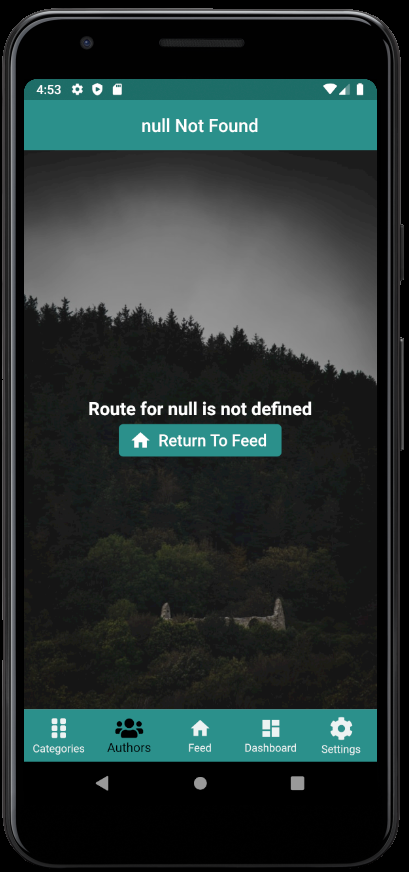 4:53
null Not Found
Route for null is not defined
Return To Feed
Categories
Authors
Feed
Dashboard
Settings